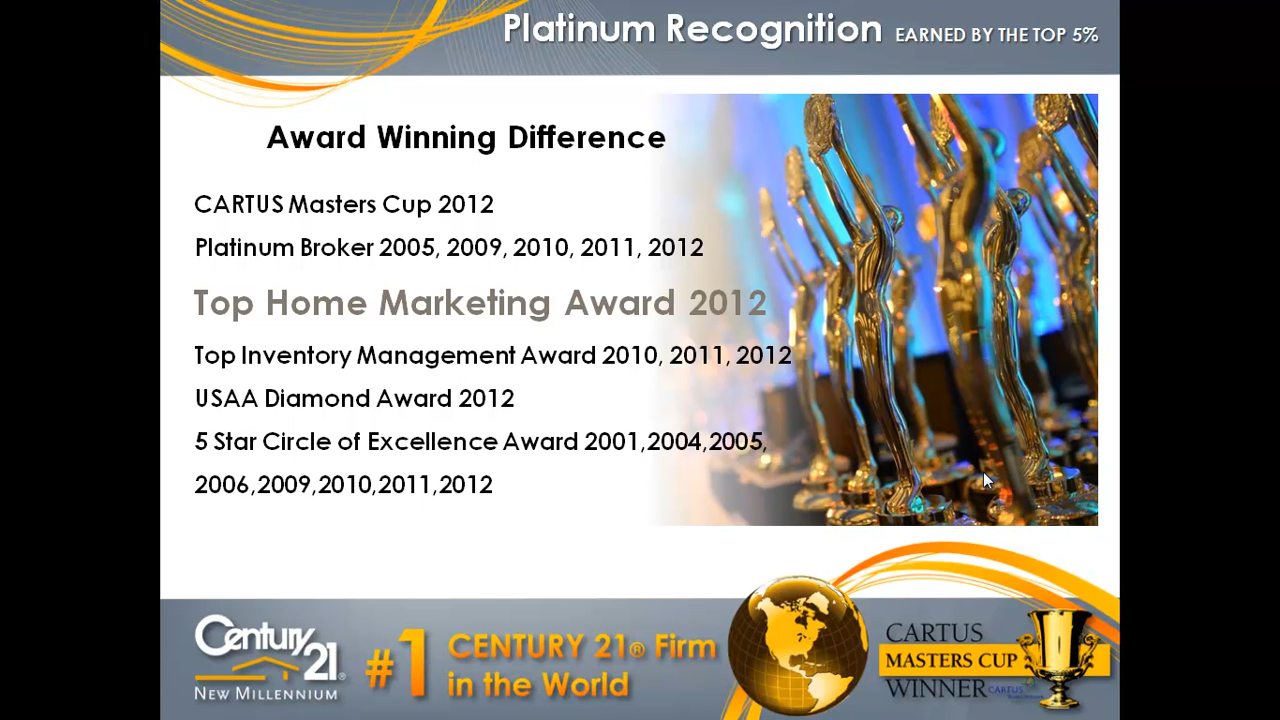 Platinum Recognition EARNED BY THE TOP 5%
Award Winning Difference
CARTUS Masters Cup 2012
Platinum Broker 2005, 2009, 2010, 2011, 2012
Top Home Marketing Award 2012
Top Inventory Management Award 2010, 2011, 2012
USAA Diamond Award 2012
5 Star Circle of Excellence Award 2001,2004,2005,
2006,2009,2010,2011,2012
Century 21®
NEW MILLENNIUM
#1
CENTURY 21® Firm
in the World
CARTUS
MASTERS CUP
WINNER
CARTUS